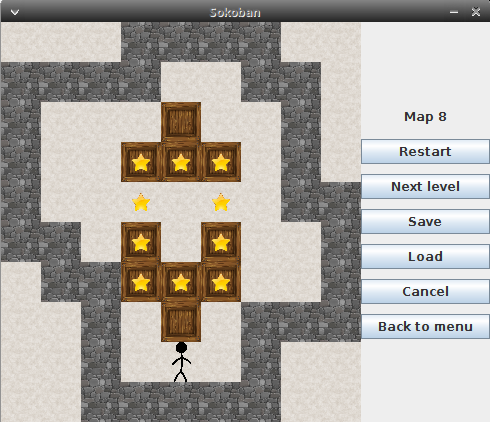 Sokoban
Map 8
Restart
Next level
Save
Load
Cancel
Back to menu